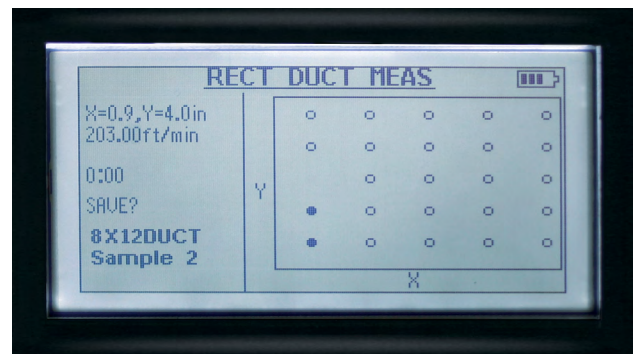 RECT DUCT MEAS
X=0.9,Y=4.0in
203.00ft/min
0:00
SAVE?
8X12DUCT
Sample 2
Y
X